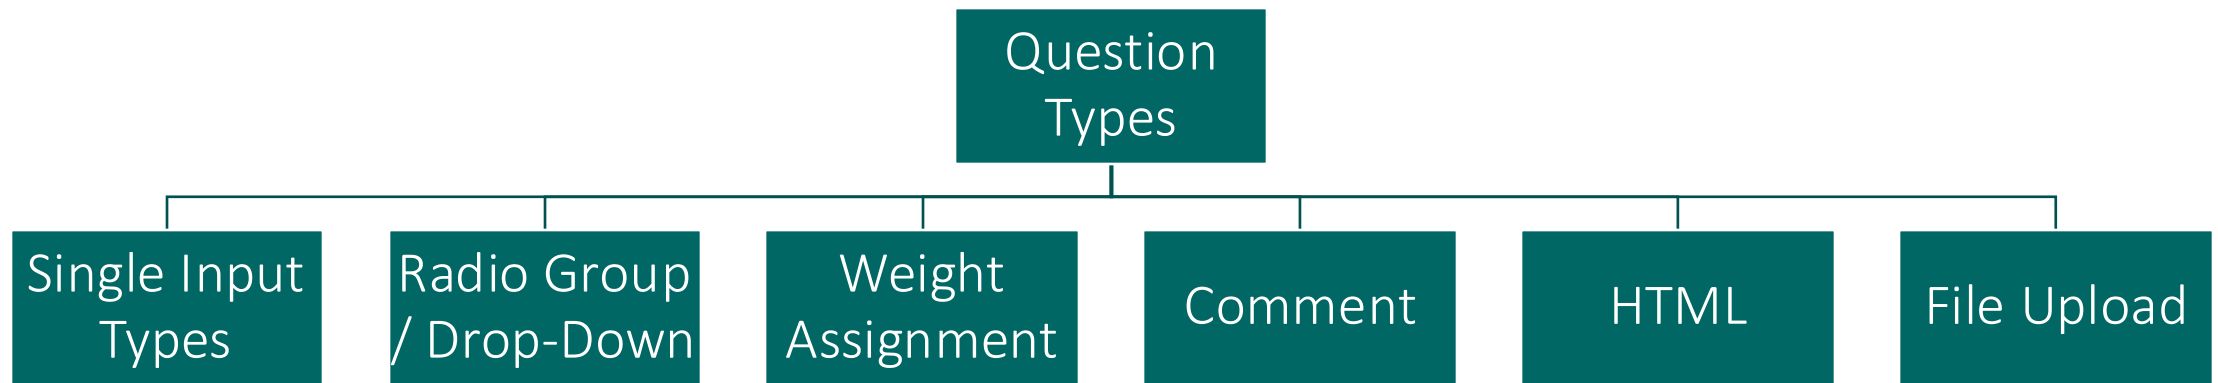 Question
Types
Single Input
Types
Radio Group
/ Drop-Down
Weight
Assignment
Comment
HTML
File Upload